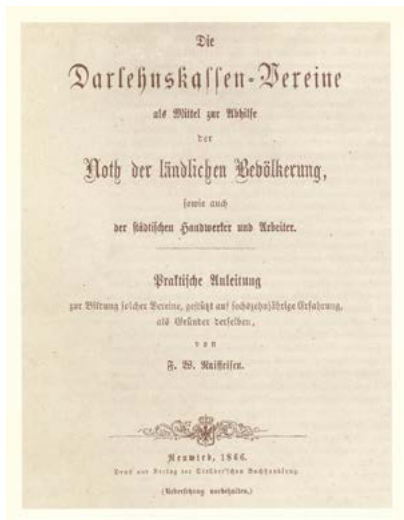 Die
Darlehnskassen-Vereine
als Mittel zur Abhilfe
der
Noth der ländlichen Bevölkerung,
sowie auch
der städtischen Handwerker und Arbeiter.
Praktische Anleitung
zur Bildung solcher Vereine, gestützt auf sechszehnjährige Erfahrung,
als Gründer derselben,
von
F. W. Raiffeisen.
Neuwied, 1866.
Druck und Verlag der Strüder'schen Buchhandlung.
(Uebersetzung vorbehalten.)